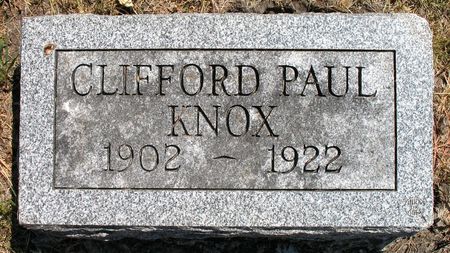 CLIFFORD PAUL
KNOX
1902 ~ 1922